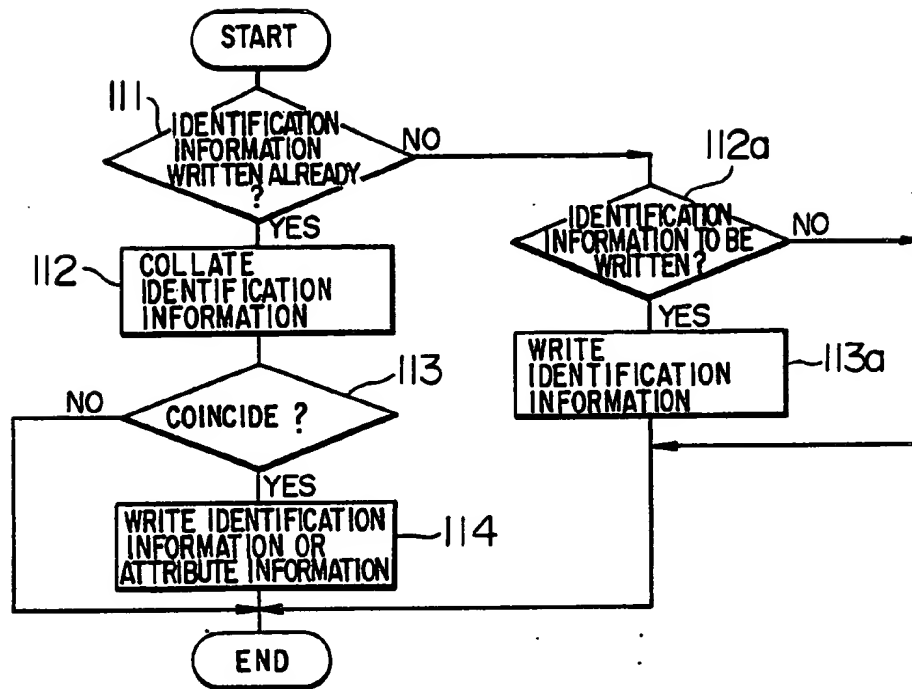 START
111
IDENTIFICATION
INFORMATION
WRITTEN ALREADY
?
NO
YES
112
COLLATE
IDENTIFICATION
INFORMATION
113
NO
COINCIDE ?
YES
WRITE IDENTIFICATION
INFORMATION OR
ATTRIBUTE INFORMATION
114
END
112a
IDENTIFICATION
INFORMATION TO BE
WRITTEN ?
NO
YES
WRITE
IDENTIFICATION
INFORMATION
113a